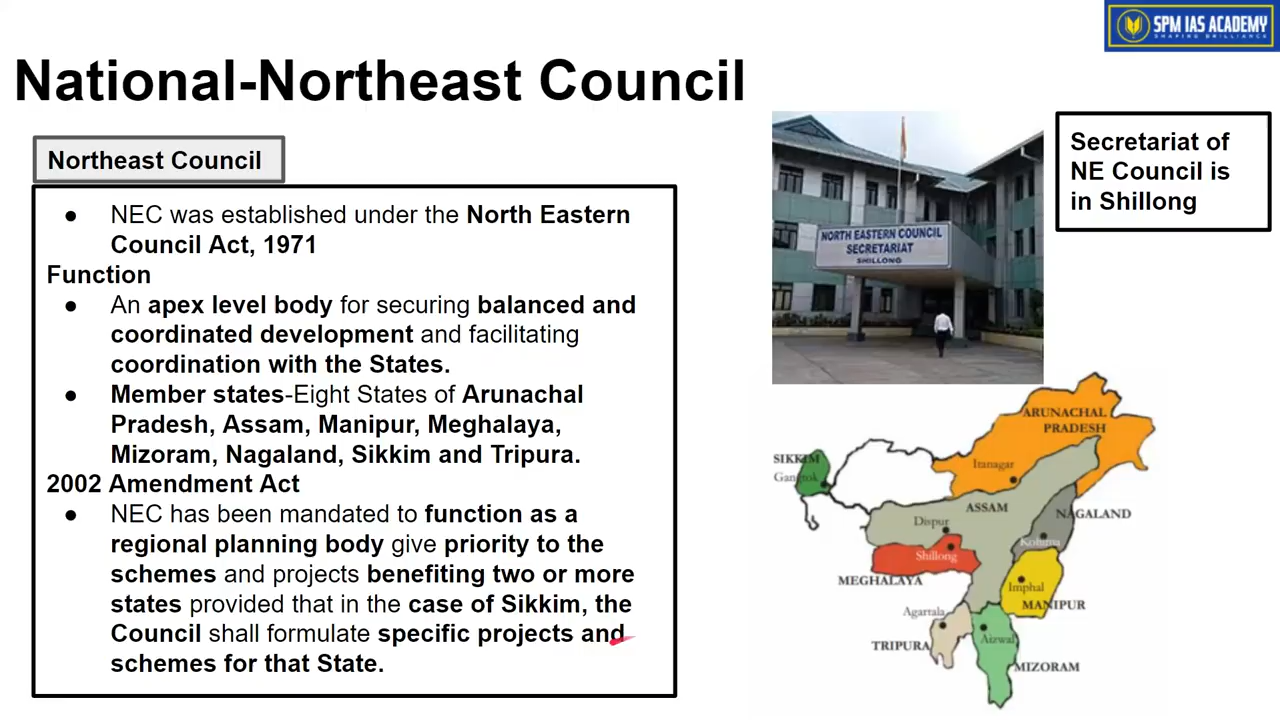 SPM IAS ACADEMY
SHAPING BRILLIANCE
National-Northeast Council
Northeast Council
● NEC was established under the North Eastern
Council Act, 1971
Function
● An apex level body for securing balanced and
coordinated development and facilitating
coordination with the States.
● Member states-Eight States of Arunachal
Pradesh, Assam, Manipur, Meghalaya,
Mizoram, Nagaland, Sikkim and Tripura.
2002 Amendment Act
● NEC has been mandated to function as a
regional planning body give priority to the
schemes and projects benefiting two or more
states provided that in the case of Sikkim, the
Council shall formulate specific projects and
schemes for that State.
NORTH EASTERN COUNCIL
SECRETARIAT
SHILLONG
Secretariat of
NE Council is
in Shillong
ARUNACHAL
PRADESH
SIKKIM
Gangtok
Itanagar
ASSAM
NAGALAND
Dispur
Kohima
Shillong
MEGHALAYA
Imphal
MANIPUR
Agartala
TRIPURA
Aizwal
MIZORAM